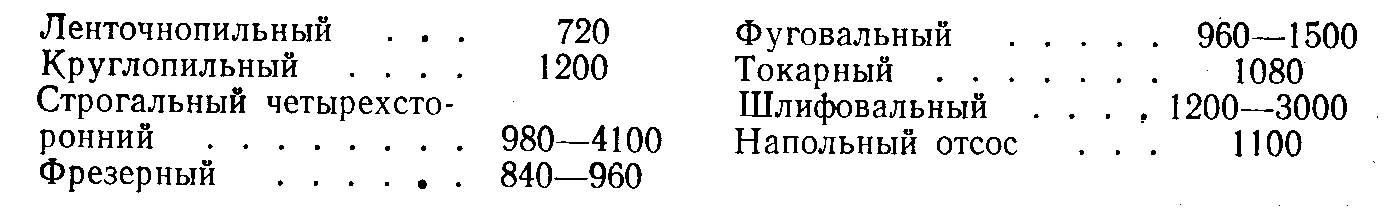 Ленточнопильный . . . 720
Круглопильный . . . . 1200
Строгальный четырехсто-
ронний . . . . . . . . 980—4100
Фрезерный . . . . . . 840—960
Фуговальный . . . . . 960—1500
Токарный . . . . . . . 1080
Шлифовальный . . . . 1200—3000
Напольный отсос . . . 1100